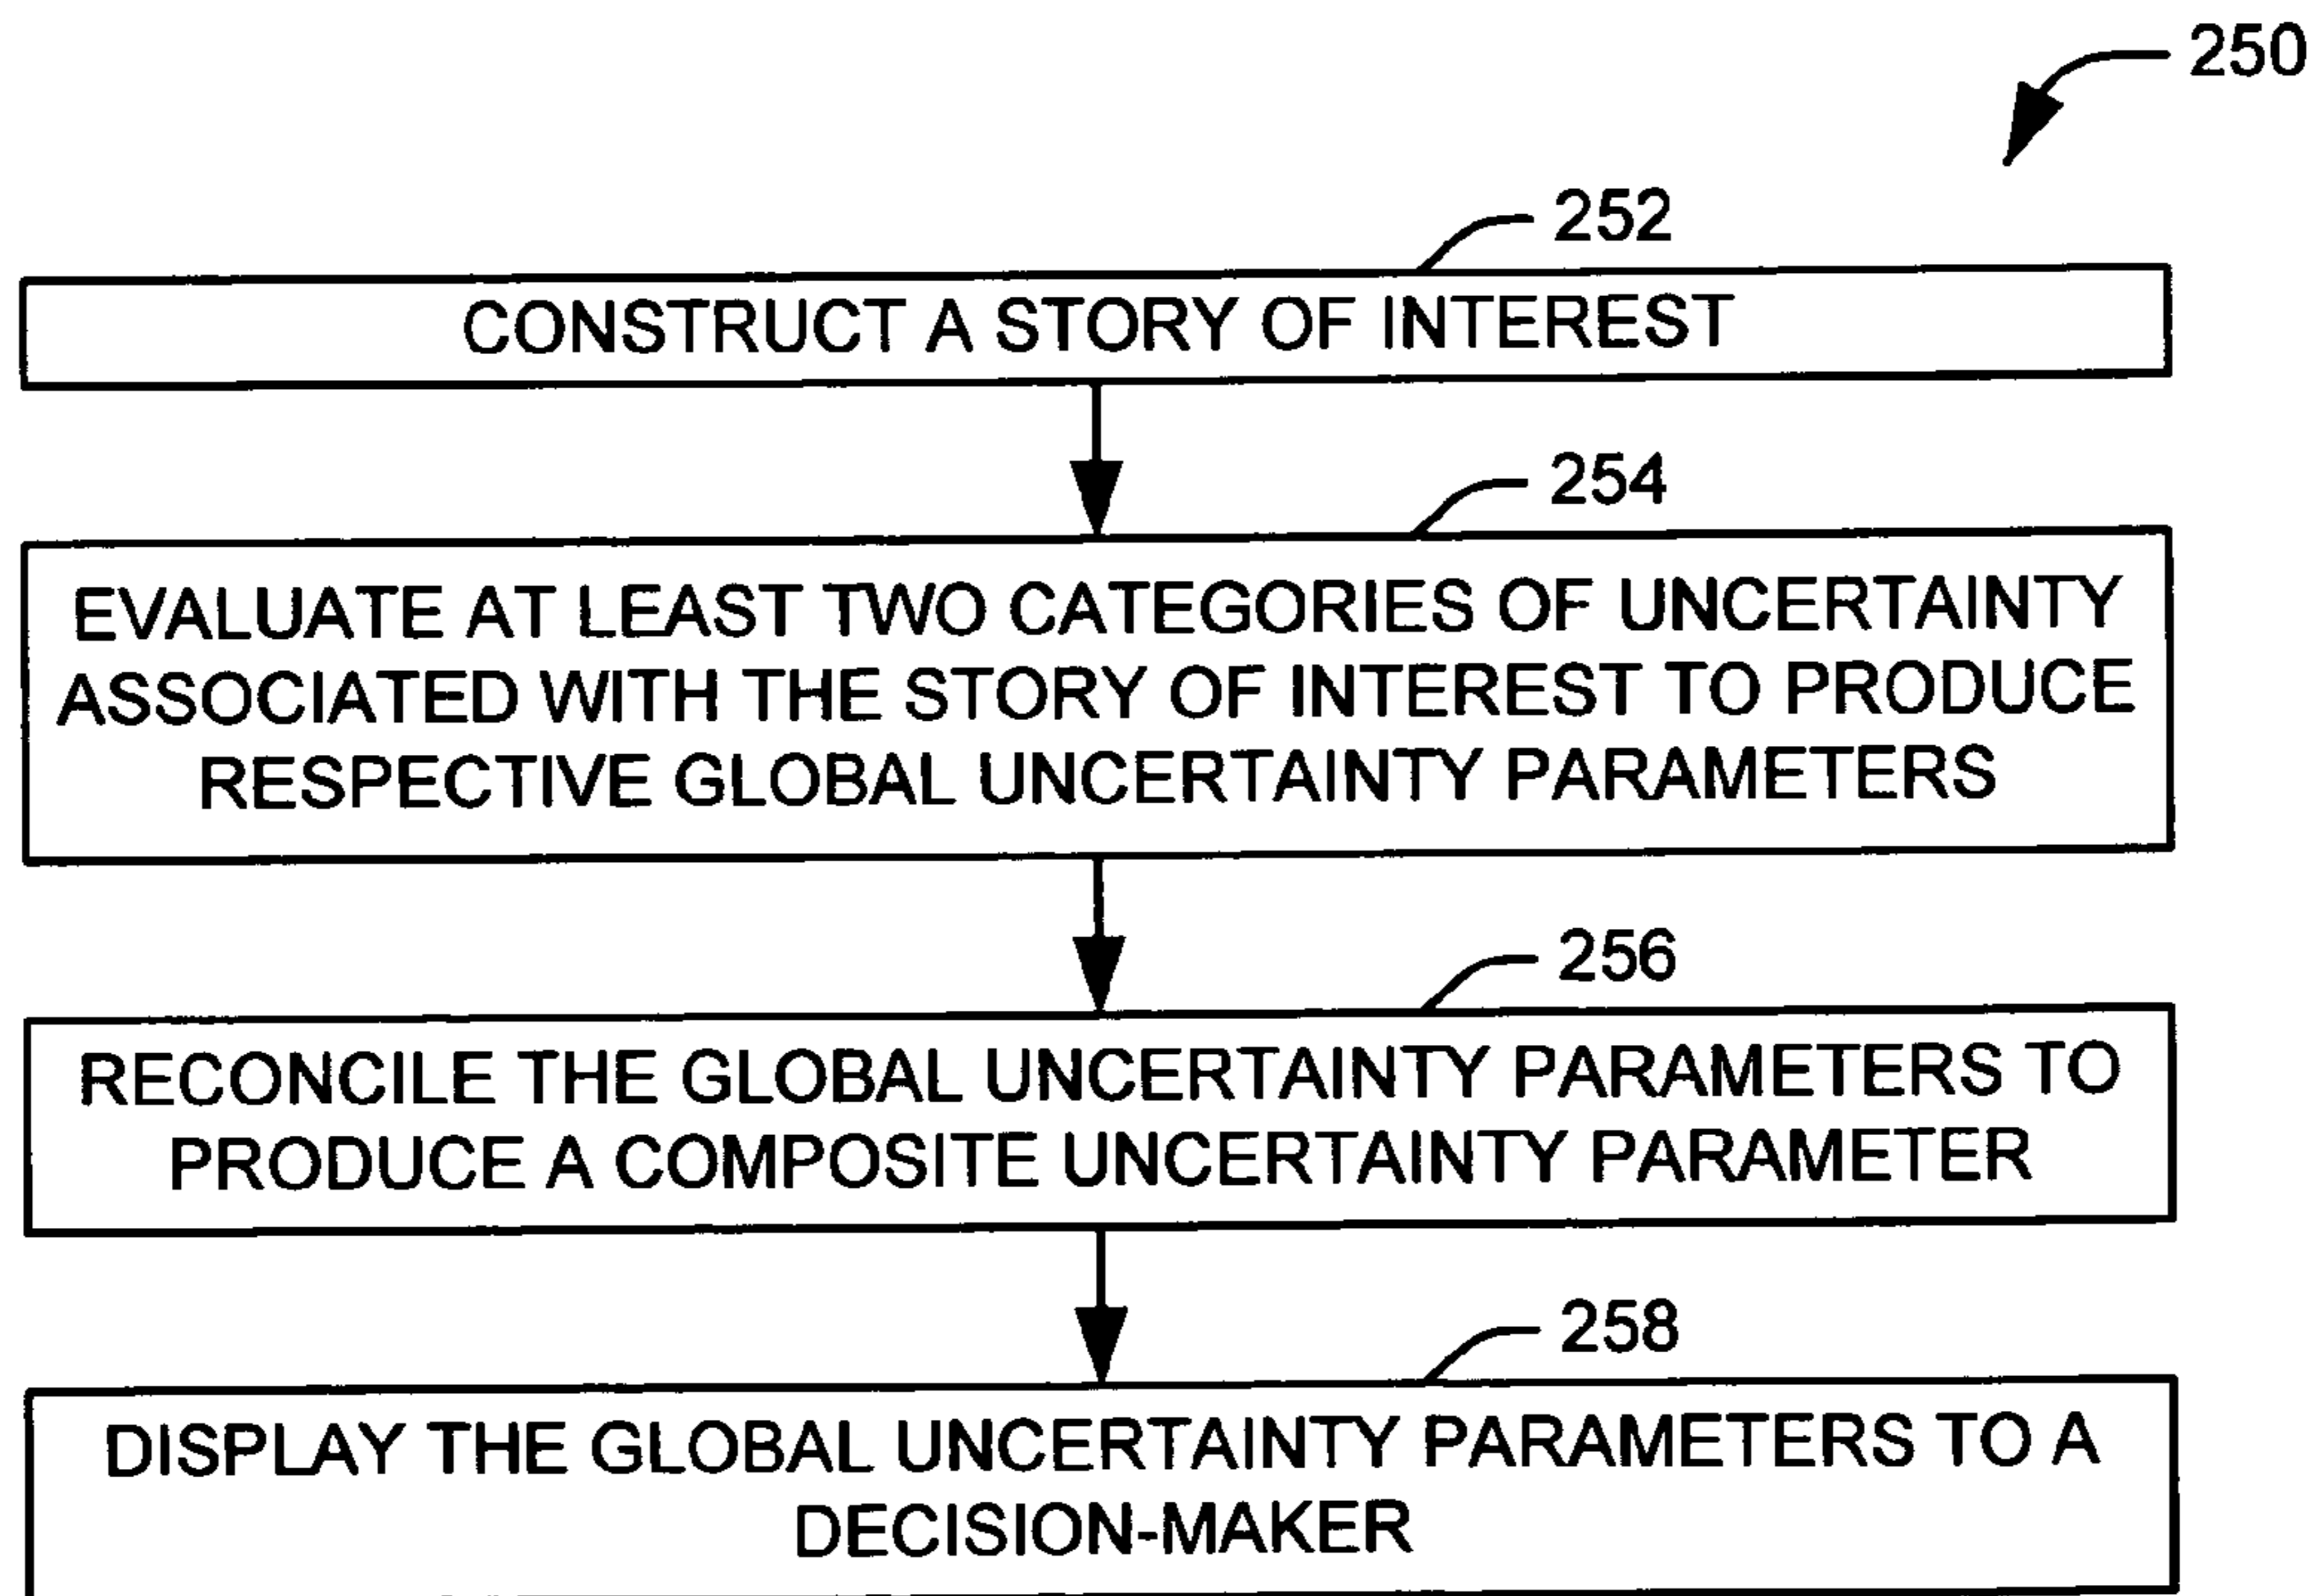 250
252
CONSTRUCT A STORY OF INTEREST
254
EVALUATE AT LEAST TWO CATEGORIES OF UNCERTAINTY
ASSOCIATED WITH THE STORY OF INTEREST TO PRODUCE
RESPECTIVE GLOBAL UNCERTAINTY PARAMETERS
256
RECONCILE THE GLOBAL UNCERTAINTY PARAMETERS TO
PRODUCE A COMPOSITE UNCERTAINTY PARAMETER
258
DISPLAY THE GLOBAL UNCERTAINTY PARAMETERS TO A
DECISION-MAKER